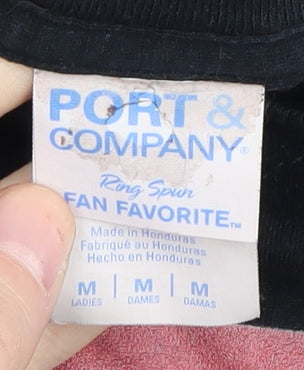 PORT &
COMPANY®
Ring Spun
FAN FAVORITE™
Made in Honduras
Fabriqué au Honduras
Hecho en Honduras
M | M | M
LADIES DAMES DAMAS